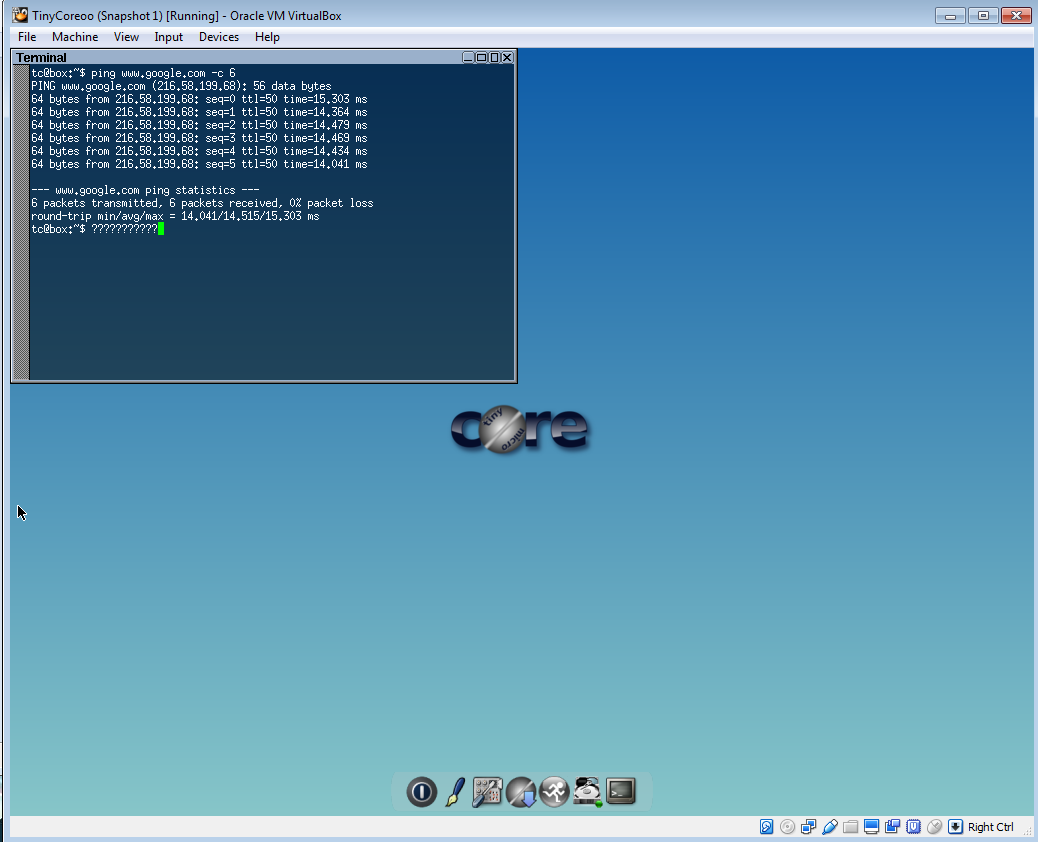 TinyCoreoo (Snapshot 1) [Running] - Oracle VM VirtualBox
File Machine View Input Devices Help
Terminal
tc@box:~$ ping www.google.com -c 6
PING www.google.com (216.58.199.68): 56 data bytes
64 bytes from 216.58.199.68: seq=0 ttl=50 time=15.303 ms
64 bytes from 216.58.199.68: seq=1 ttl=50 time=14.364 ms
64 bytes from 216.58.199.68: seq=2 ttl=50 time=14.479 ms
64 bytes from 216.58.199.68: seq=3 ttl=50 time=14.469 ms
64 bytes from 216.58.199.68: seq=4 ttl=50 time=14.434 ms
64 bytes from 216.58.199.68: seq=5 ttl=50 time=14.041 ms
--- www.google.com ping statistics ---
6 packets transmitted, 6 packets received, 0% packet loss
round-trip min/avg/max = 14.041/14.515/15.303 ms
tc@box:~$ ???????????
core
tiny
micro
Right Ctrl